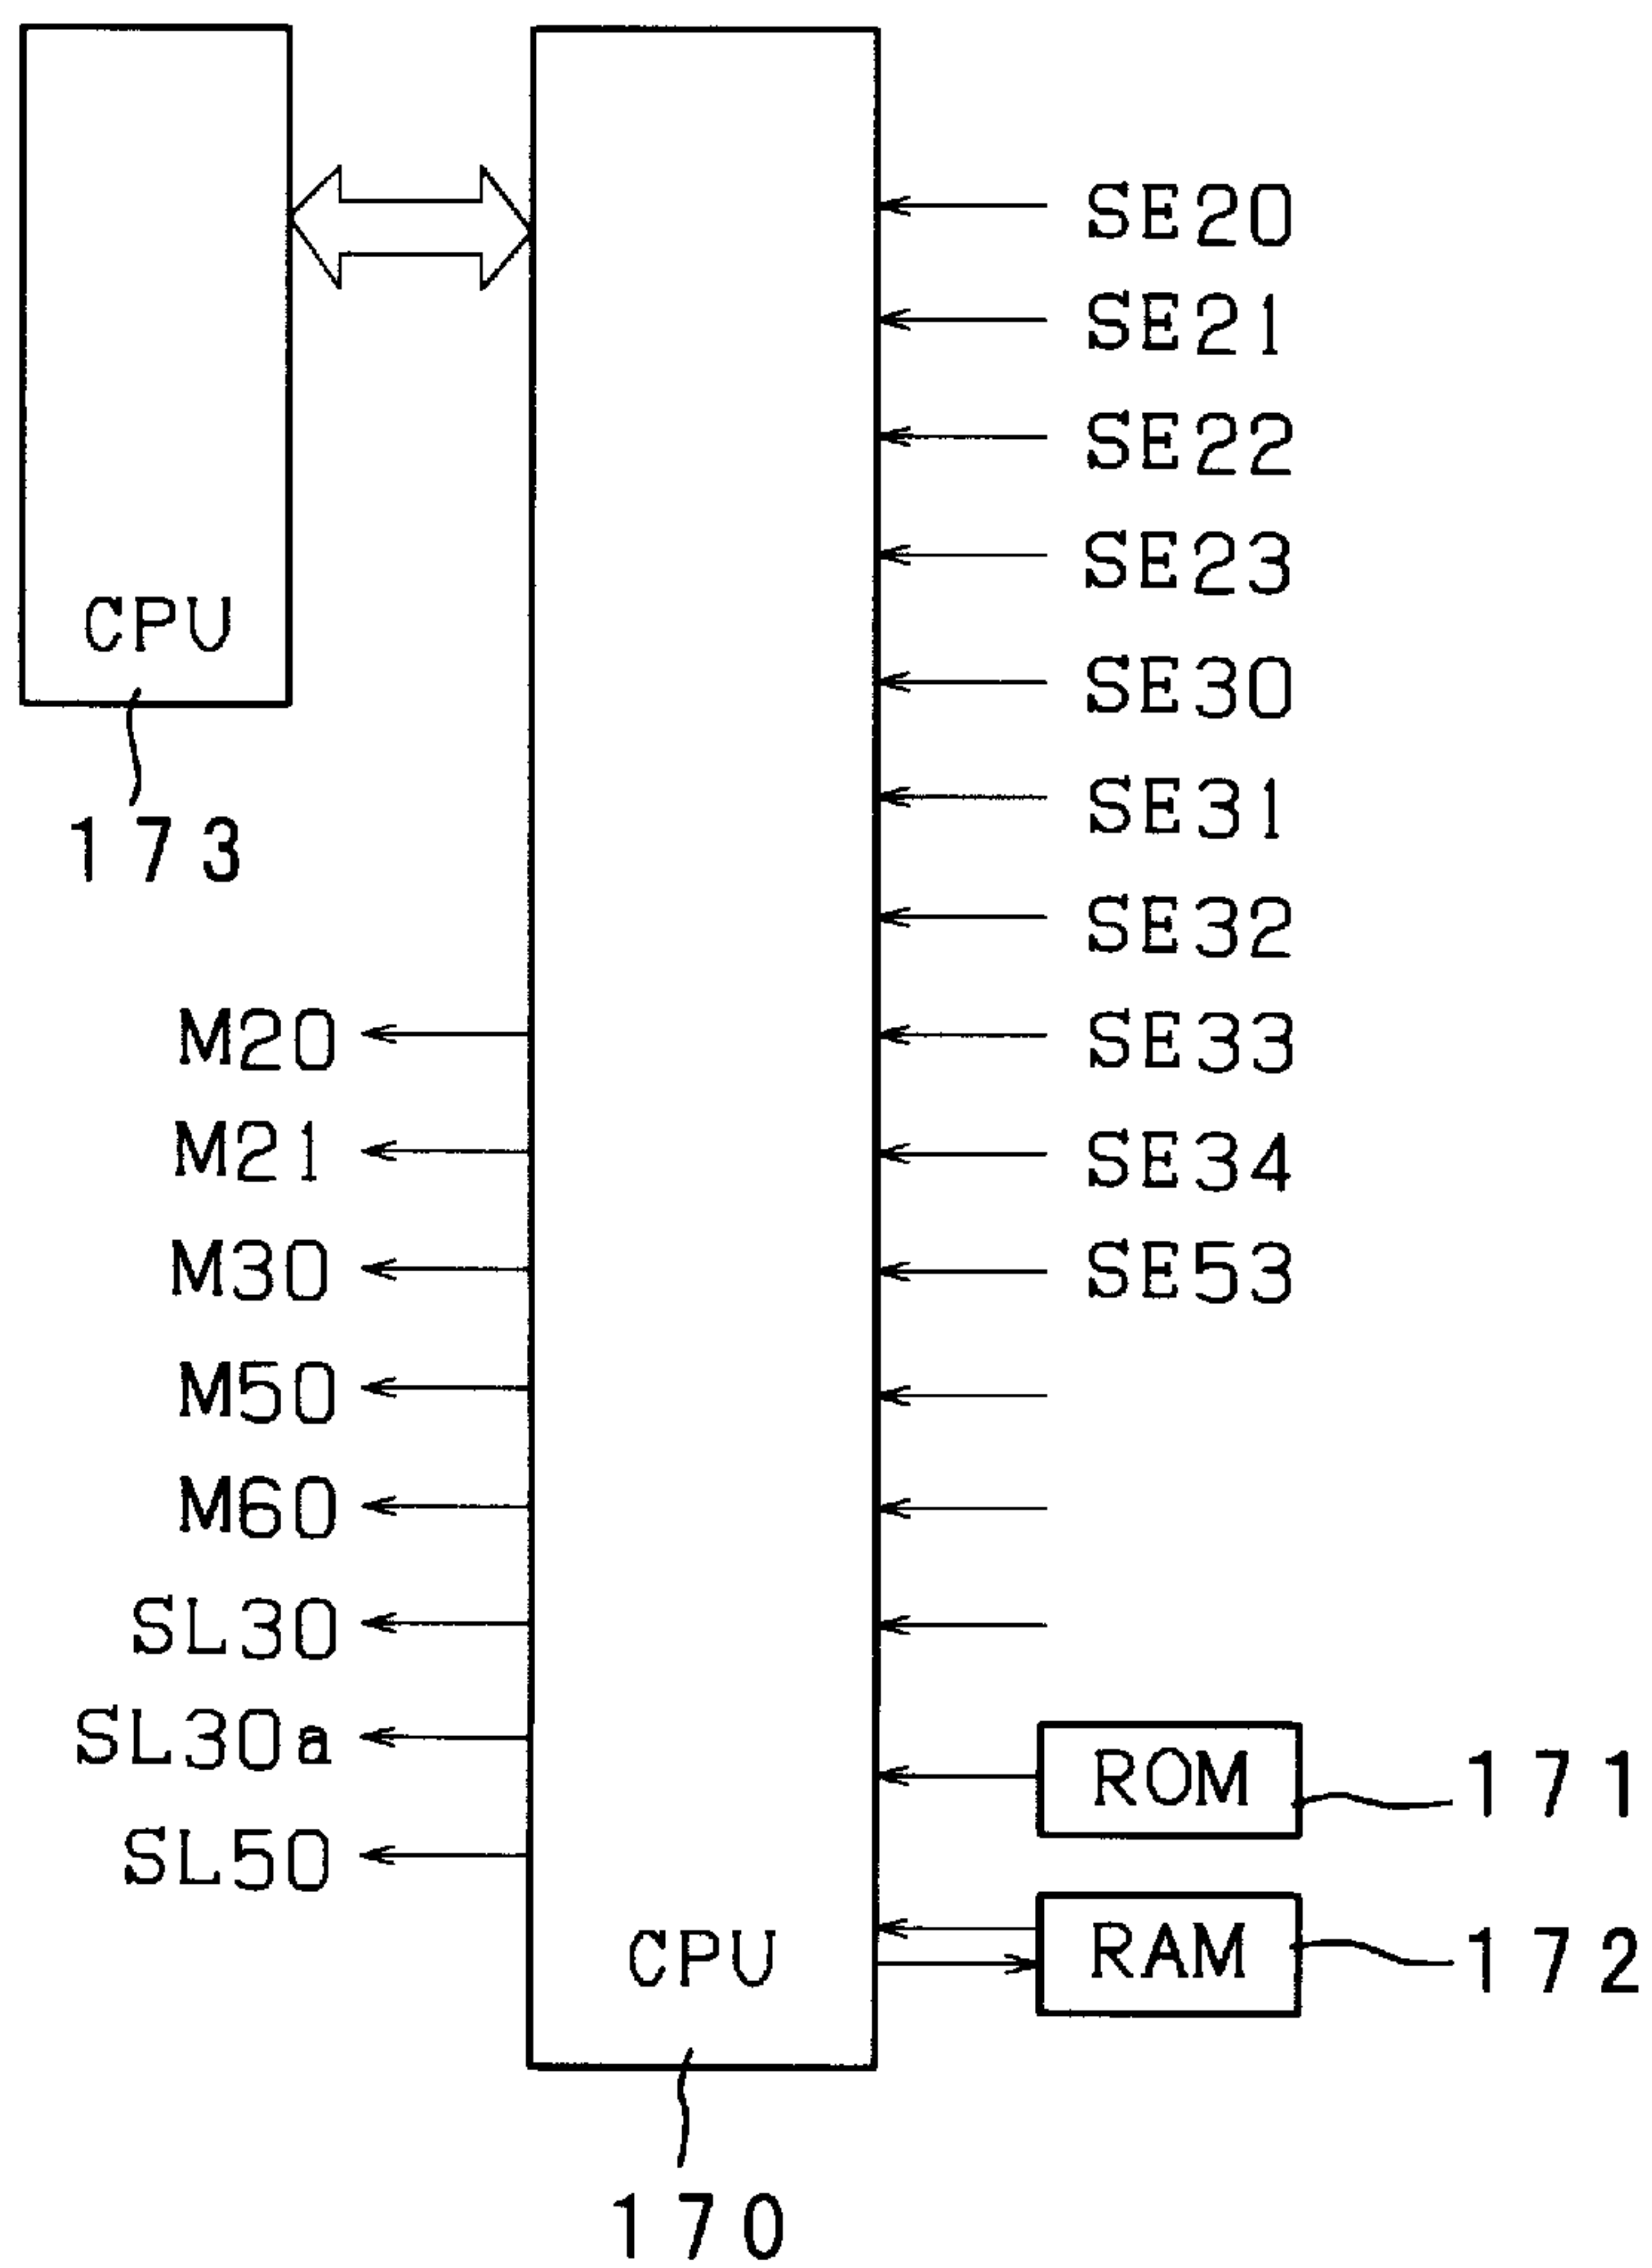 SE20
SE21
SE22
SE23
CPU
SE30
SE31
173
SE32
M20
SE33
M21
SE34
M30
SE53
M50
M60
SL30
SL30a
ROM
171
SL50
CPU
RAM
172
170